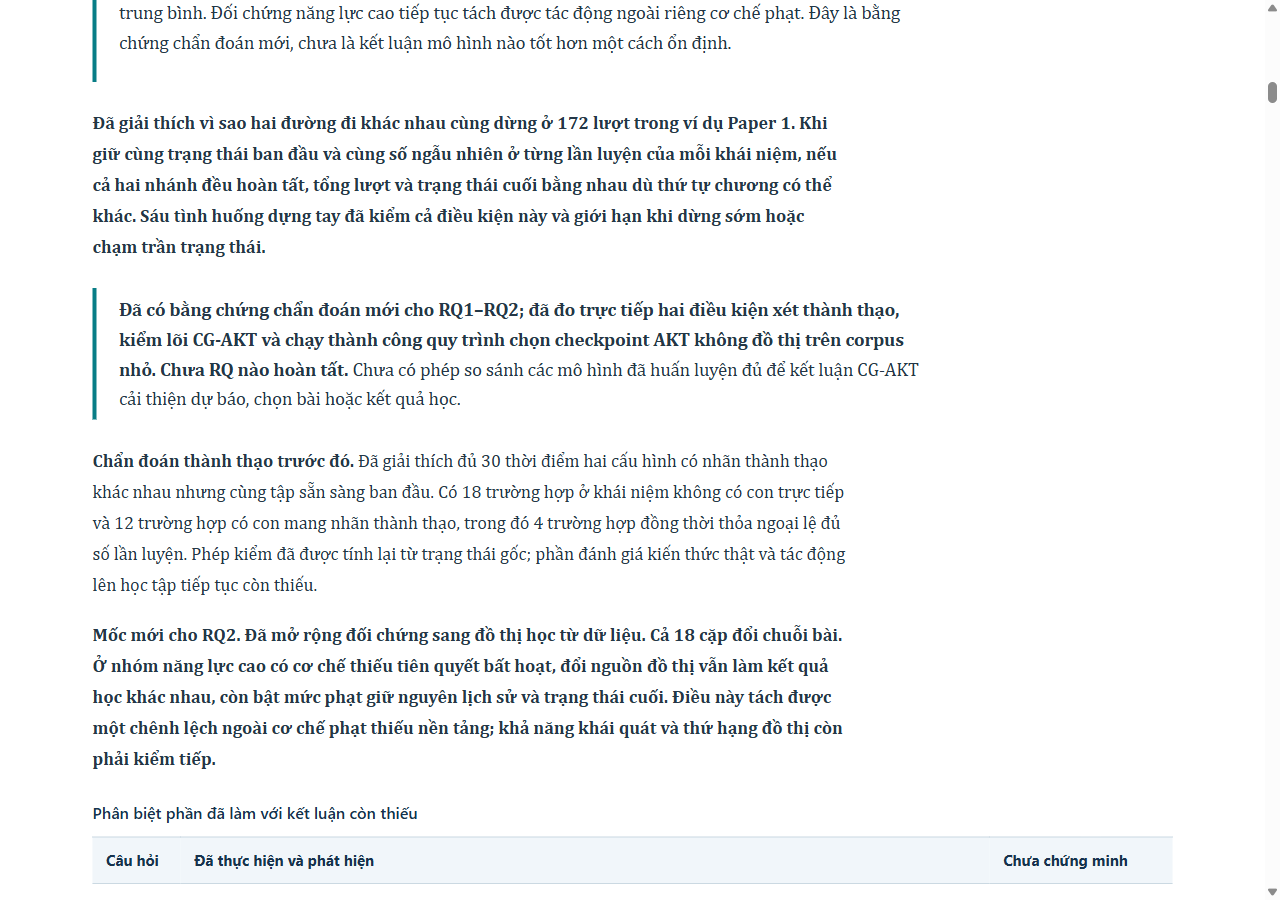 trung bình. Đối chứng năng lực cao tiếp tục tách được tác động ngoài riêng cơ chế phạt. Đây là bằng
chứng chẩn đoán mới, chưa là kết luận mô hình nào tốt hơn một cách ổn định.
Đã giải thích vì sao hai đường đi khác nhau cùng dừng ở 172 lượt trong ví dụ Paper 1. Khi
giữ cùng trạng thái ban đầu và cùng số ngẫu nhiên ở từng lần luyện của mỗi khái niệm, nếu
cả hai nhánh đều hoàn tất, tổng lượt và trạng thái cuối bằng nhau dù thứ tự chương có thể
khác. Sáu tình huống dựng tay đã kiểm cả điều kiện này và giới hạn khi dừng sớm hoặc
chạm trần trạng thái.
Đã có bằng chứng chẩn đoán mới cho RQ1–RQ2; đã đo trực tiếp hai điều kiện xét thành thạo,
kiểm lõi CG-AKT và chạy thành công quy trình chọn checkpoint AKT không đồ thị trên corpus
nhỏ. Chưa RQ nào hoàn tất. Chưa có phép so sánh các mô hình đã huấn luyện đủ để kết luận CG-AKT
cải thiện dự báo, chọn bài hoặc kết quả học.
Chẩn đoán thành thạo trước đó. Đã giải thích đủ 30 thời điểm hai cấu hình có nhãn thành thạo
khác nhau nhưng cùng tập sẵn sàng ban đầu. Có 18 trường hợp ở khái niệm không có con trực tiếp
và 12 trường hợp có con mang nhãn thành thạo, trong đó 4 trường hợp đồng thời thỏa ngoại lệ đủ
số lần luyện. Phép kiểm đã được tính lại từ trạng thái gốc; phần đánh giá kiến thức thật và tác động
lên học tập tiếp tục còn thiếu.
Mốc mới cho RQ2. Đã mở rộng đối chứng sang đồ thị học từ dữ liệu. Cả 18 cặp đổi chuỗi bài.
Ở nhóm năng lực cao có cơ chế thiếu tiên quyết bất hoạt, đổi nguồn đồ thị vẫn làm kết quả
học khác nhau, còn bật mức phạt giữ nguyên lịch sử và trạng thái cuối. Điều này tách được
một chênh lệch ngoài cơ chế phạt thiếu nền tảng; khả năng khái quát và thứ hạng đồ thị còn
phải kiểm tiếp.
Phân biệt phần đã làm với kết luận còn thiếu
Câu hỏi Đã thực hiện và phát hiện Chưa chứng minh